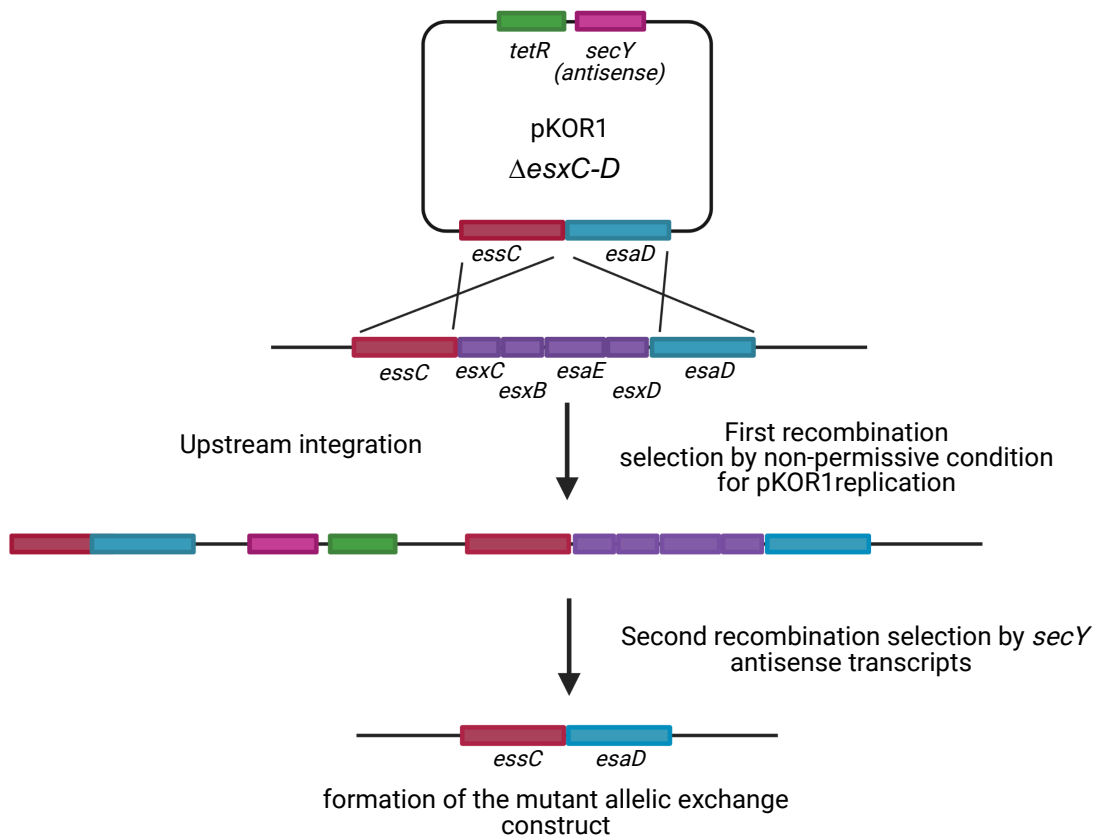 tetR secY
(antisense)
pKOR1
ΔesxC-D
essC esaD
essC esxC esaE esaD
esxB esxD
Upstream integration
First recombination
selection by non-permissive condition
for pKOR1replication
Second recombination selection by secY
antisense transcripts
essC esaD
formation of the mutant allelic exchange
construct